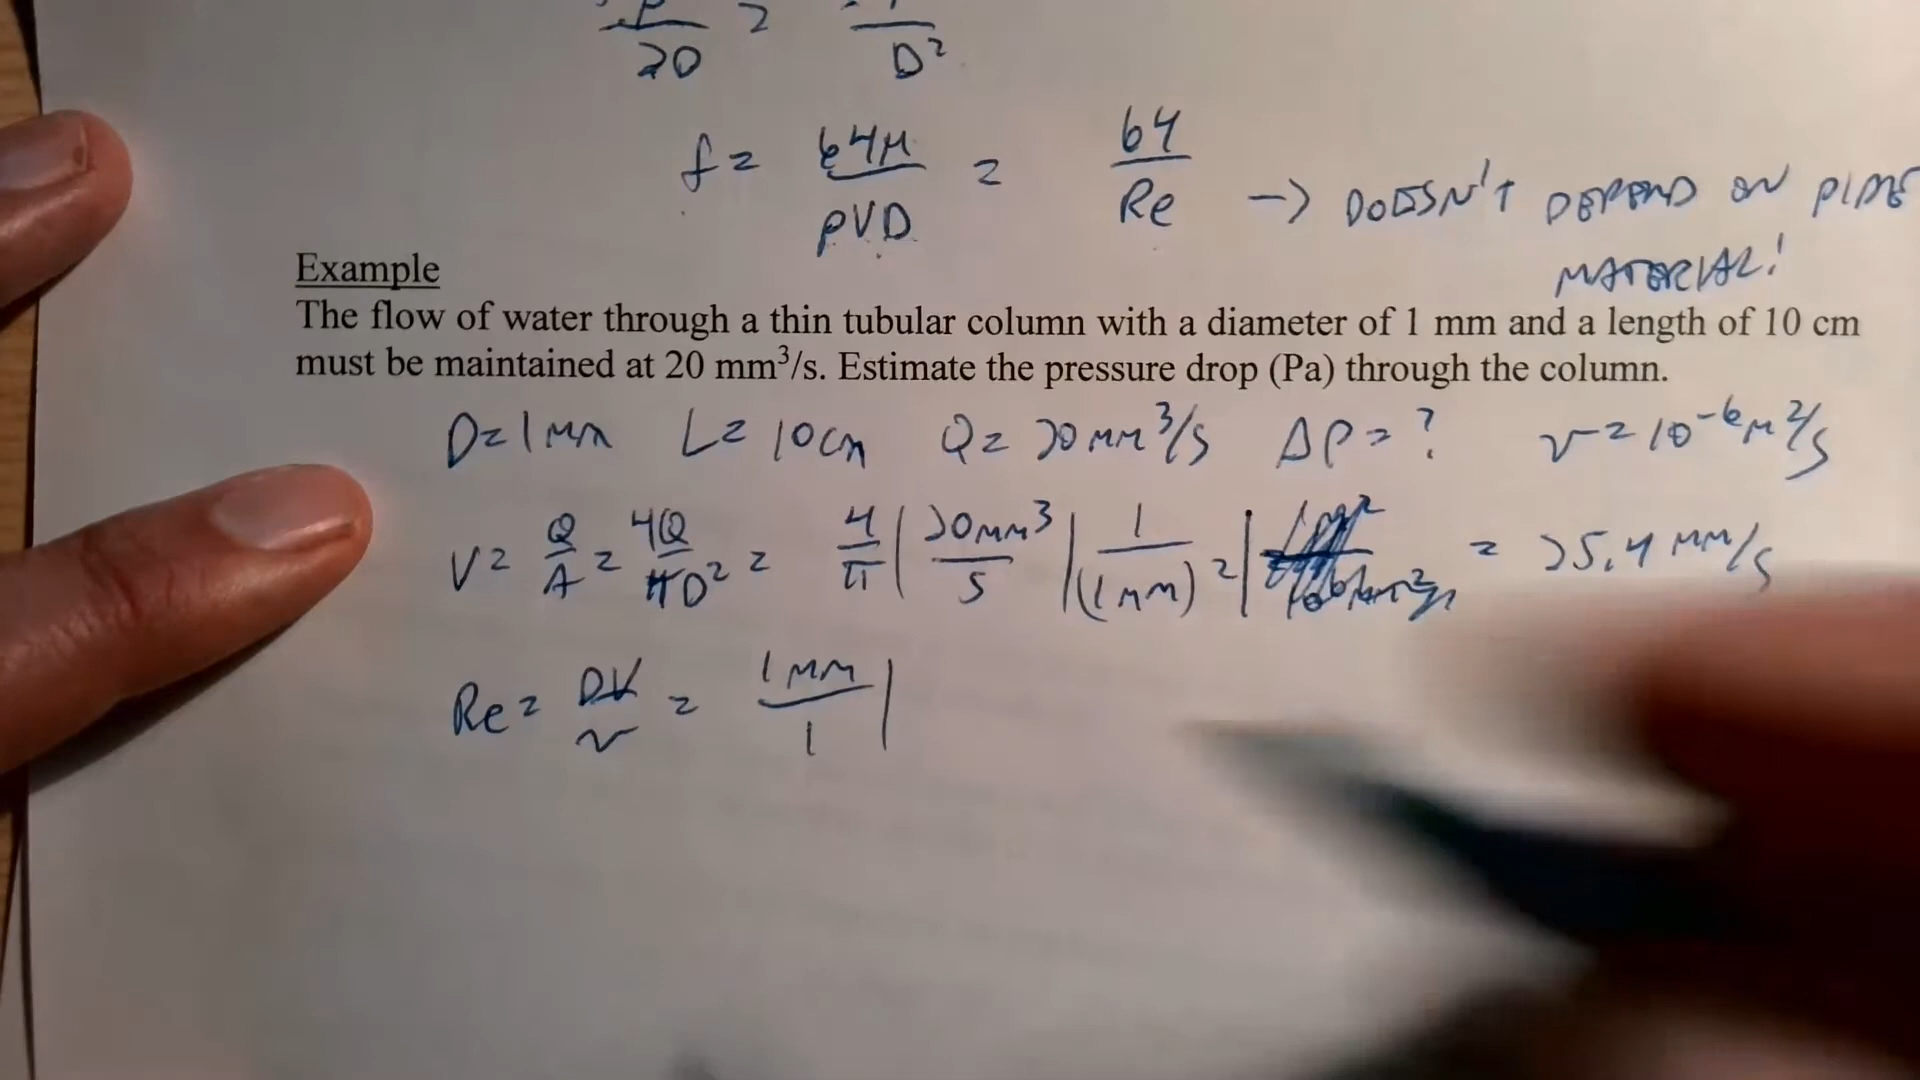 20 = D²
f = 64μ / ρVD = 64 / Re → DOESN'T DEPEND ON PIPE
MATERIAL!
Example
The flow of water through a thin tubular column with a diameter of 1 mm and a length of 10 cm
must be maintained at 20 mm³/s. Estimate the pressure drop (Pa) through the column.
D = 1 mm L = 10 cm Q = 20 mm³/s ΔP = ? ν = 10⁻⁶ m²/s
V = Q/A = 4Q/πD² = 4/π | 20 mm³/s | 1/(1 mm)² | = 25.4 mm/s
Re = DV/ν = 1 mm/1 |